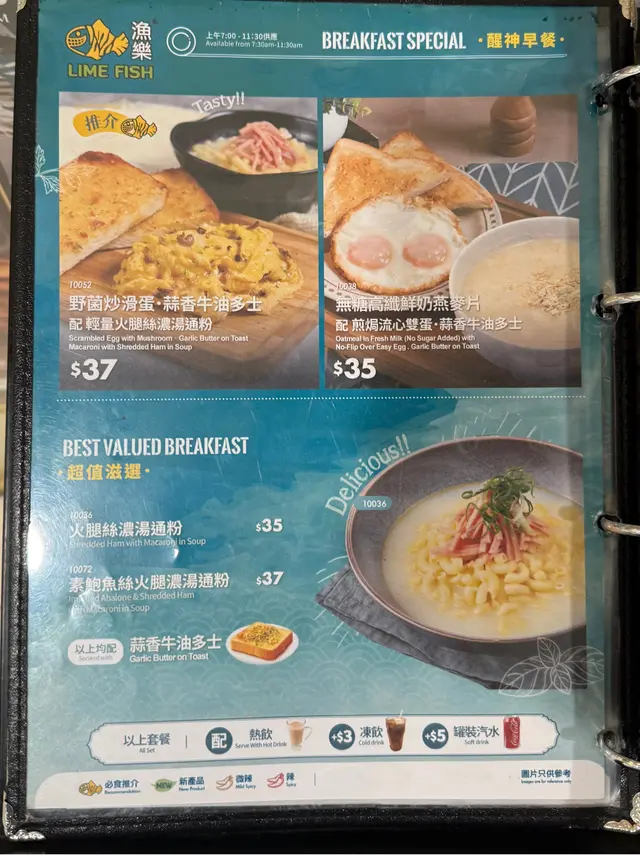 漁樂
LIME FISH
上午7:00 - 11:30供應
Available from 7:30am-11:30am
BREAKFAST SPECIAL ·醒神早餐·
推介
Tasty!!
10052
野菌炒滑蛋·蒜香牛油多士
配 輕量火腿絲濃湯通粉
Scrambled Egg with Mushroom · Garlic Butter on Toast
Macaroni with Shredded Ham in Soup
$37
10038
無糖高纖鮮奶燕麥片
配 煎焗流心雙蛋·蒜香牛油多士
Oatmeal In Fresh Milk (No Sugar Added) with
No-Flip Over Easy Egg . Garlic Butter on Toast
$35
BEST VALUED BREAKFAST
·超值滋選·
10036
火腿絲濃湯通粉
$35
Shredded Ham with Macaroni in Soup
10072
素鮑魚絲火腿濃湯通粉
$37
Abalone & Shredded Ham
with Macaroni in Soup
以上均配
Served with
蒜香牛油多士
Garlic Butter on Toast
Delicious!!
10036
以上套餐
All Set
配
熱飲
Serve With Hot Drink
+$3
凍飲
Cold drink
+$5
罐裝汽水
Soft drink
必食推介
Recommendation
NEW
新產品
New Product
微辣
Mild Spicy
辣
Spicy
圖片只供參考
Images are for reference only